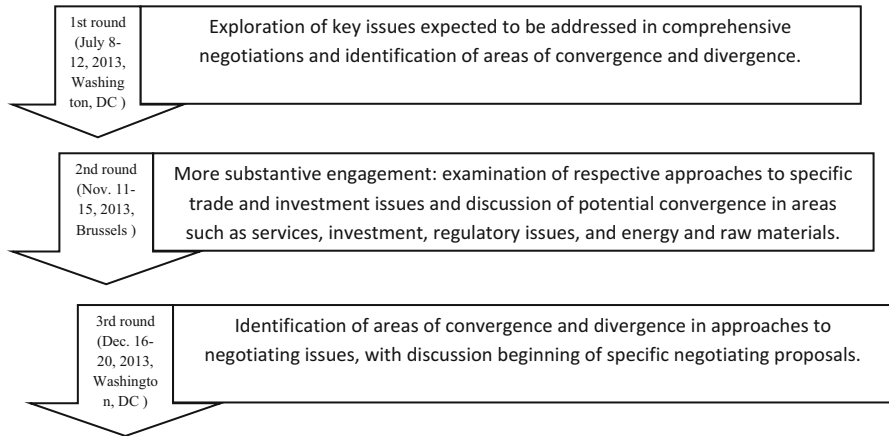 1st round
(July 8-
12, 2013,
Washing
ton, DC )
Exploration of key issues expected to be addressed in comprehensive
negotiations and identification of areas of convergence and divergence.
2nd round
(Nov. 11-
15, 2013,
Brussels )
More substantive engagement: examination of respective approaches to specific
trade and investment issues and discussion of potential convergence in areas
such as services, investment, regulatory issues, and energy and raw materials.
3rd round
(Dec. 16-
20, 2013,
Washingto
n, DC )
Identification of areas of convergence and divergence in approaches to
negotiating issues, with discussion beginning of specific negotiating proposals.